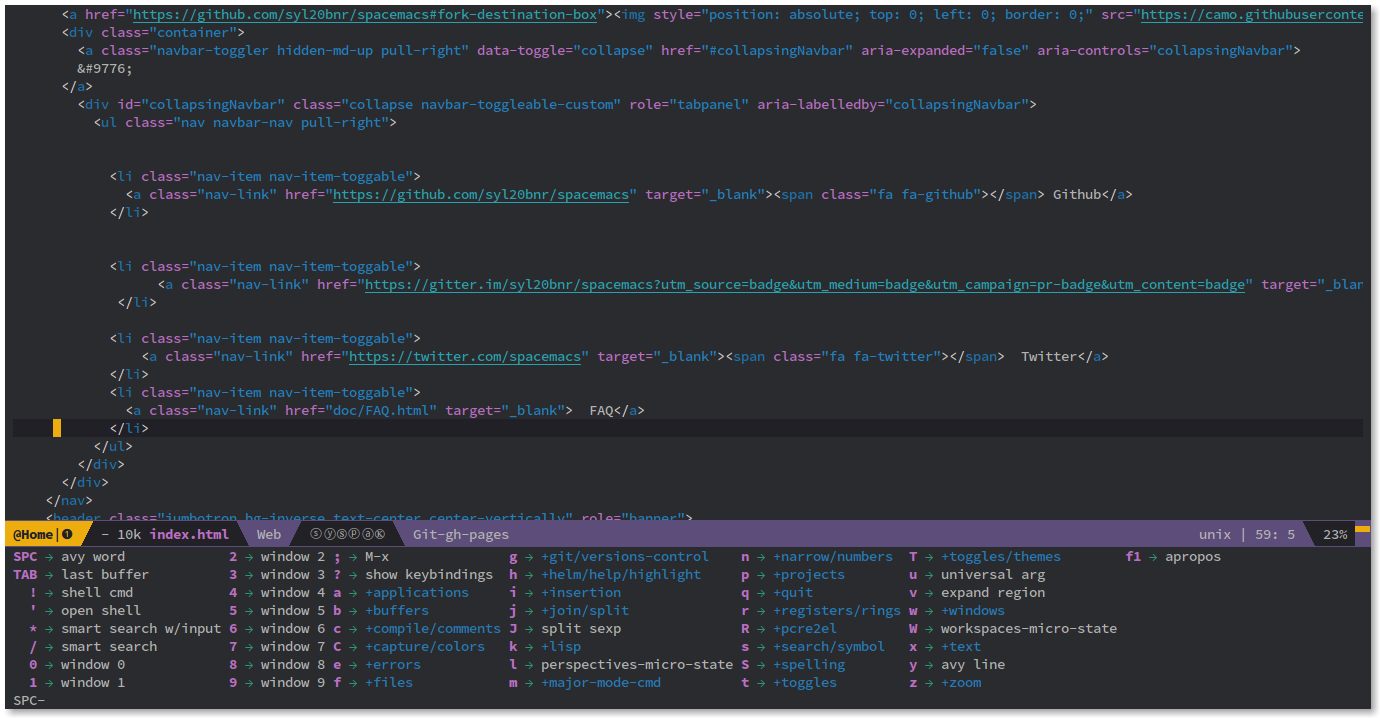 <a href="https://github.com/syl20bnr/spacemacs#fork-destination-box"><img style="position: absolute; top: 0; left: 0; border: 0;" src="https://camo.githubuserconte
<div class="container">
<a class="navbar-toggler hidden-md-up pull-right" data-toggle="collapse" href="#collapsingNavbar" aria-expanded="false" aria-controls="collapsingNavbar">
&#9776;
</a>
<div id="collapsingNavbar" class="collapse navbar-toggleable-custom" role="tabpanel" aria-labelledby="collapsingNavbar">
<ul class="nav navbar-nav pull-right">
<li class="nav-item nav-item-toggable">
<a class="nav-link" href="https://github.com/syl20bnr/spacemacs" target="_blank"><span class="fa fa-github"></span> Github</a>
</li>
<li class="nav-item nav-item-toggable">
<a class="nav-link" href="https://gitter.im/syl20bnr/spacemacs?utm_source=badge&utm_medium=badge&utm_campaign=pr-badge&utm_content=badge" target="_blan
</li>
<li class="nav-item nav-item-toggable">
<a class="nav-link" href="https://twitter.com/spacemacs" target="_blank"><span class="fa fa-twitter"></span>  Twitter</a>
</li>
<li class="nav-item nav-item-toggable">
<a class="nav-link" href="doc/FAQ.html" target="_blank">  FAQ</a>
</li>
</ul>
</div>
</div>
</nav>
<header class="jumbotron bg-inverse text-center center-vertically" role="banner">
@Home|❶ - 10k index.html Web ⓢⓨⓢⓟⓐⓚ Git-gh-pages unix | 59: 5 23%
SPC → avy word 2 → window 2 ; → M-x g → +git/versions-control n → +narrow/numbers T → +toggles/themes f1 → apropos
TAB → last buffer 3 → window 3 ? → show keybindings h → +helm/help/highlight p → +projects u → universal arg
! → shell cmd 4 → window 4 a → +applications i → +insertion q → +quit v → expand region
' → open shell 5 → window 5 b → +buffers j → +join/split r → +registers/rings w → +windows
* → smart search w/input 6 → window 6 c → +compile/comments J → split sexp R → +pcre2el W → workspaces-micro-state
/ → smart search 7 → window 7 C → +capture/colors k → +lisp s → +search/symbol x → +text
0 → window 0 8 → window 8 e → +errors l → perspectives-micro-state S → +spelling y → avy line
1 → window 1 9 → window 9 f → +files m → +major-mode-cmd t → +toggles z → +zoom
SPC-